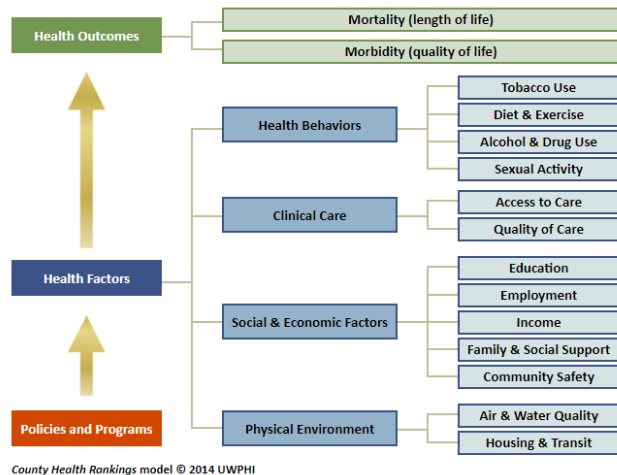 Health Outcomes
Mortality (length of life)
Morbidity (quality of life)
Health Factors
Health Behaviors
Tobacco Use
Diet & Exercise
Alcohol & Drug Use
Sexual Activity
Clinical Care
Access to Care
Quality of Care
Social & Economic Factors
Education
Employment
Income
Family & Social Support
Community Safety
Physical Environment
Air & Water Quality
Housing & Transit
Policies and Programs
County Health Rankings model © 2014 UWPHI